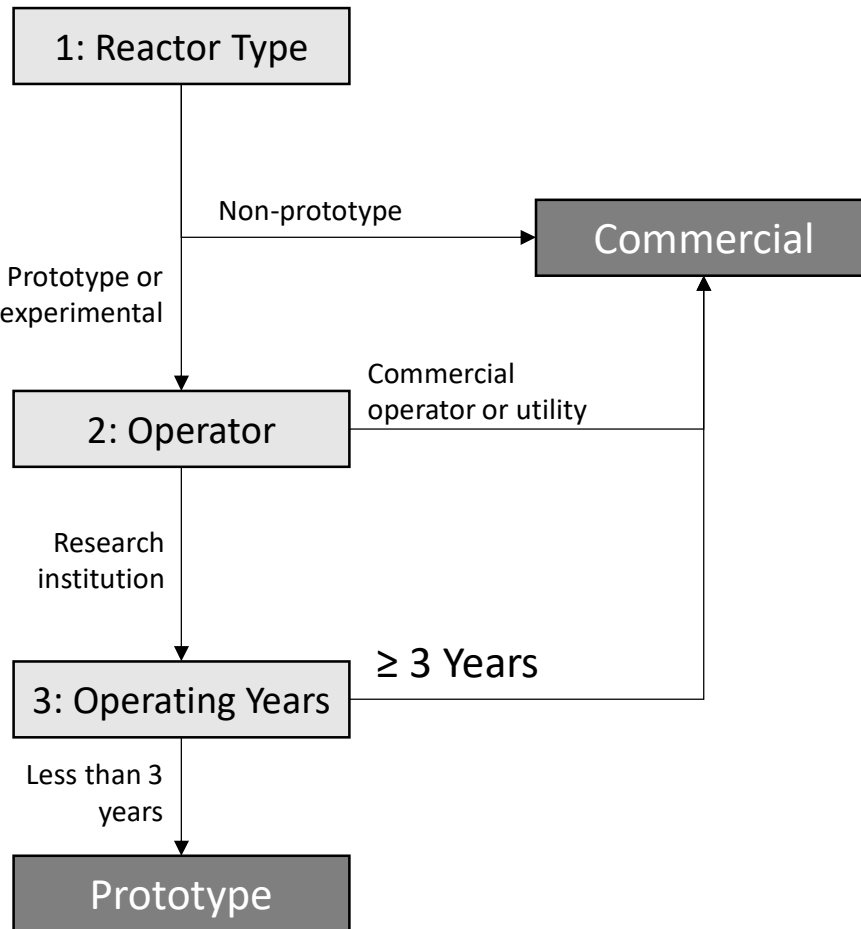 1: Reactor Type
Non-prototype
Commercial
Prototype or
experimental
Commercial
operator or utility
2: Operator
Research
institution
≥ 3 Years
3: Operating Years
Less than 3
years
Prototype